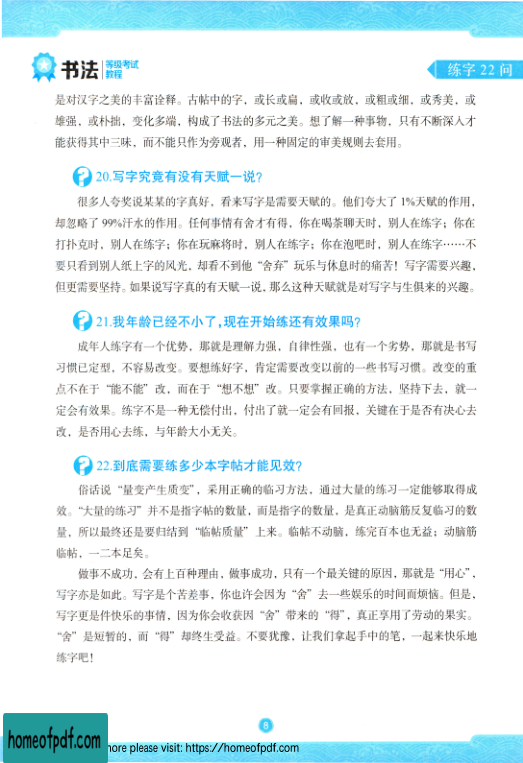 书法 等级考试
教程
练字 22 问
是对汉字之美的丰富诠释。古帖中的字，或长或扁，或收或放，或粗或细，或秀美，或
雄强，或朴拙，变化多端，构成了书法的多元之美。想了解一种事物，只有不断深入才
能获得其中三昧，而不能只作为旁观者，用一种固定的审美规则去套用。
?20.写字究竟有没有天赋一说？
很多人夸奖说某某的字真好，看来写字是需要天赋的。他们夸大了 1%天赋的作用，
却忽略了 99%汗水的作用。任何事情有舍才有得，你在喝茶聊天时，别人在练字；你在
打扑克时，别人在练字；你在玩麻将时，别人在练字；你在泡吧时，别人在练字……不
要只看到别人纸上字的风光，却看不到他“舍弃”玩乐与休息时的痛苦！写字需要兴趣，
但更需要坚持。如果说写字真的有天赋一说，那么这种天赋就是对写字与生俱来的兴趣。
?21.我年龄已经不小了，现在开始练还有效果吗？
成年人练字有一个优势，那就是理解力强，自律性强，也有一个劣势，那就是书写
习惯已定型，不容易改变。要想练好字，肯定需要改变以前的一些书写习惯。改变的重
点不在于“能不能”改，而在于“想不想”改。只要掌握正确的方法，坚持下去，就一
定会有效果。练字不是一种无偿付出，付出了就一定会有回报，关键在于是否有决心去
改，是否用心去练，与年龄大小无关。
?22.到底需要练多少本字帖才能见效？
俗话说“量变产生质变”，采用正确的临习方法，通过大量的练习一定能够取得成
效。“大量的练习”并不是指字帖的数量，而是指字的数量，是真正动脑筋反复临习的数
量，所以最终还是要归结到“临帖质量”上来。临帖不动脑，练完百本也无益；动脑筋
临帖，一二本足矣。
做事不成功，会有上百种理由，做事成功，只有一个最关键的原因，那就是“用心”，
写字亦是如此。写字是个苦差事，你也许会因为“舍”去一些娱乐的时间而烦恼。但是，
写字更是件快乐的事情，因为你会收获因“舍”带来的“得”，真正享用了劳动的果实。
“舍”是短暂的，而“得”却终生受益。不要犹豫，让我们拿起手中的笔，一起来快乐地
练字吧！
8
homeofpdf.com
more please visit: https://homeofpdf.com